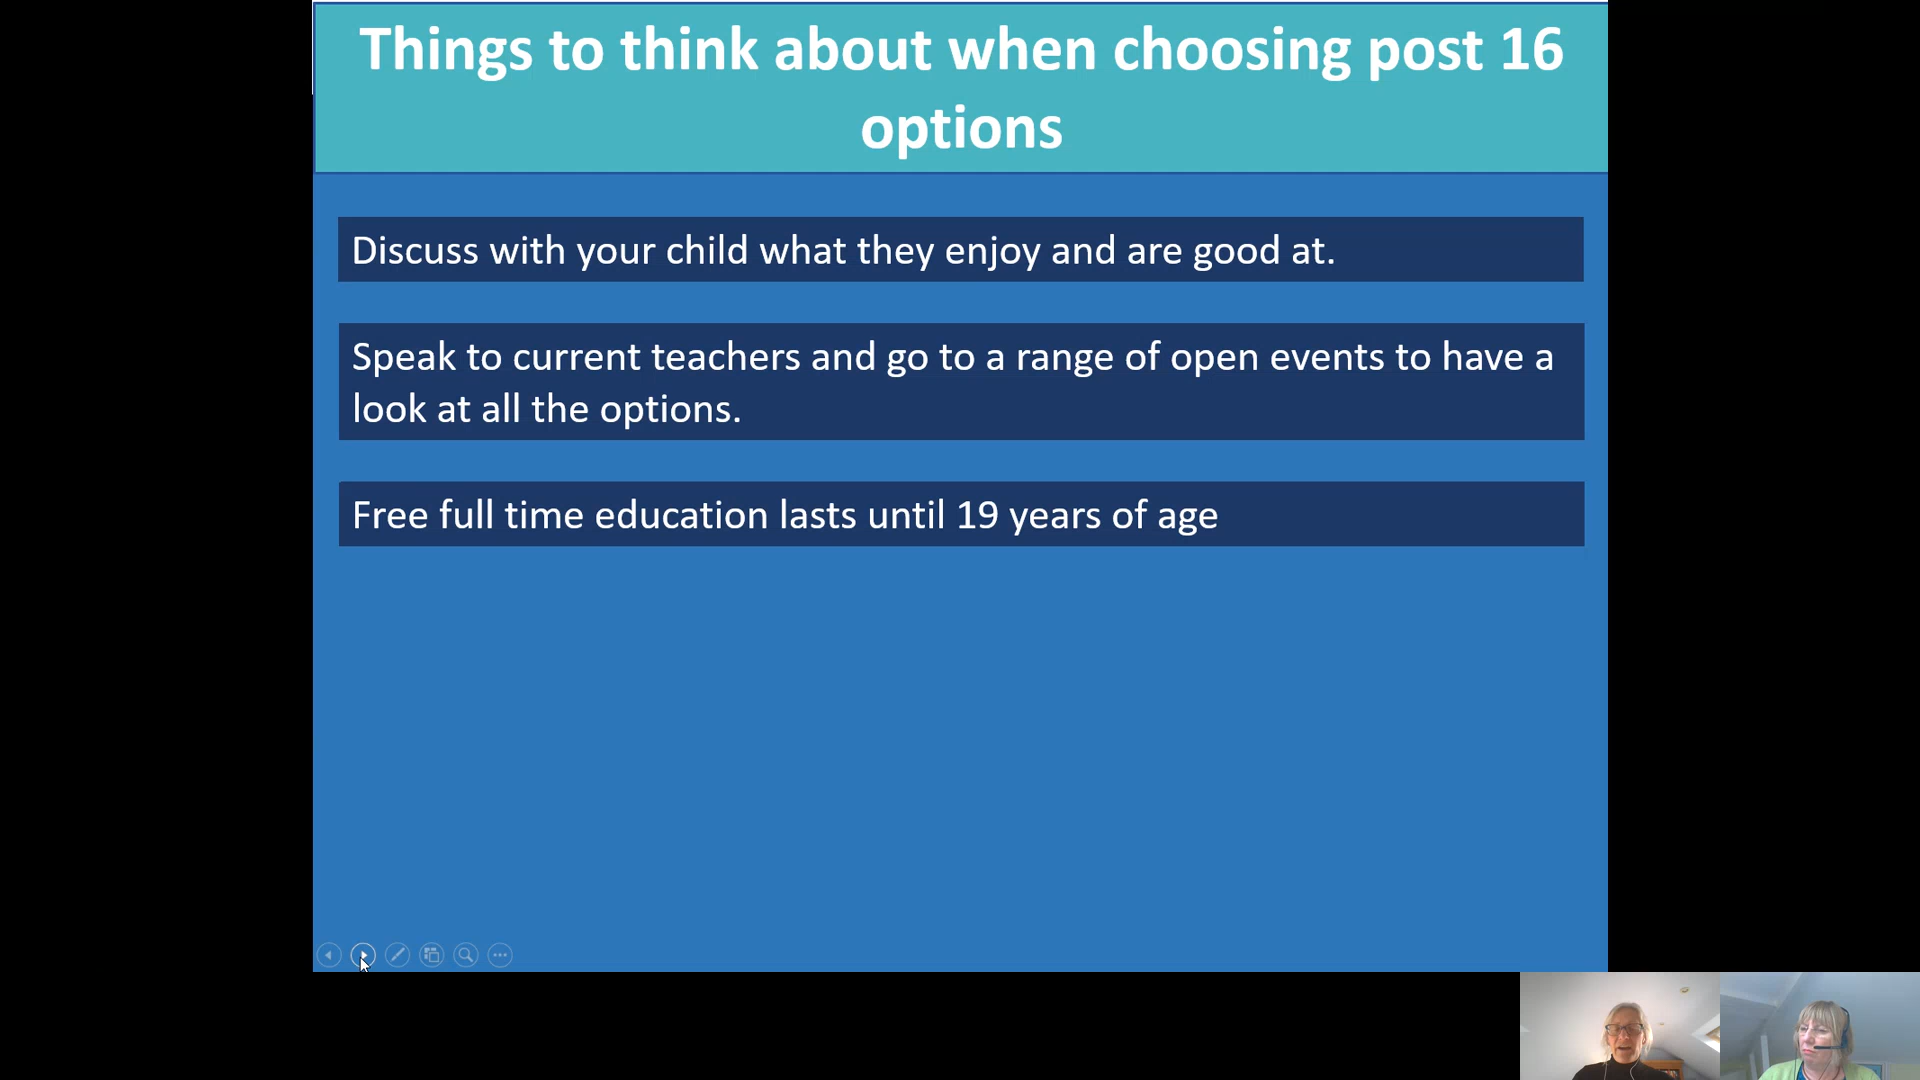 Things to think about when choosing post 16
options
Discuss with your child what they enjoy and are good at.
Speak to current teachers and go to a range of open events to have a
look at all the options.
Free full time education lasts until 19 years of age